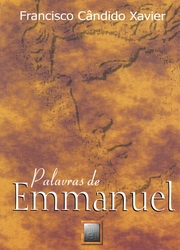 Francisco Cândido Xavier
Palavras de
Emmanuel